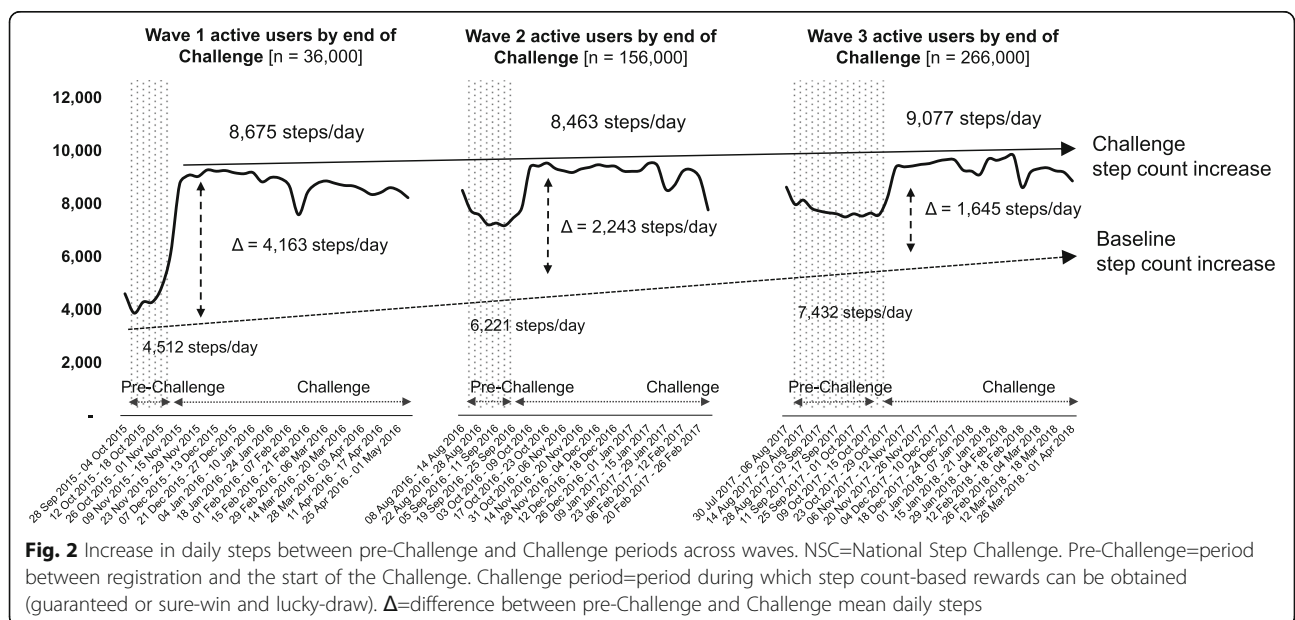 Wave 1 active users by end of
Challenge [n = 36,000]
Wave 2 active users by end of
Challenge [n = 156,000]
Wave 3 active users by end of
Challenge [n = 266,000]
12,000
10,000
8,000
6,000
4,000
2,000
-
8,675 steps/day
8,463 steps/day
9,077 steps/day
Challenge
step count increase
Δ = 4,163 steps/day
Δ = 2,243 steps/day
Δ = 1,645 steps/day
Baseline
step count increase
4,512 steps/day
6,221 steps/day
7,432 steps/day
Pre-Challenge
Challenge
Pre-Challenge
Challenge
Pre-Challenge
Challenge
28 Sep 2015 - 04 Oct 2015
12 Oct 2015 - 18 Oct 2015
26 Oct 2015 - 01 Nov 2015
09 Nov 2015 - 15 Nov 2015
23 Nov 2015 - 29 Nov 2015
07 Dec 2015 - 13 Dec 2015
21 Dec 2015 - 27 Dec 2015
04 Jan 2016 - 10 Jan 2016
18 Jan 2016 - 24 Jan 2016
01 Feb 2016 - 07 Feb 2016
15 Feb 2016 - 21 Feb 2016
29 Feb 2016 - 06 Mar 2016
14 Mar 2016 - 20 Mar 2016
28 Mar 2016 - 03 Apr 2016
11 Apr 2016 - 17 Apr 2016
25 Apr 2016 - 01 May 2016
08 Aug 2016 - 14 Aug 2016
22 Aug 2016 - 28 Aug 2016
05 Sep 2016 - 11 Sep 2016
19 Sep 2016 - 25 Sep 2016
03 Oct 2016 - 09 Oct 2016
17 Oct 2016 - 23 Oct 2016
31 Oct 2016 - 06 Nov 2016
14 Nov 2016 - 20 Nov 2016
28 Nov 2016 - 04 Dec 2016
12 Dec 2016 - 18 Dec 2016
26 Dec 2016 - 01 Jan 2017
09 Jan 2017 - 15 Jan 2017
23 Jan 2017 - 29 Jan 2017
06 Feb 2017 - 12 Feb 2017
20 Feb 2017 - 26 Feb 2017
30 Jul 2017 - 06 Aug 2017
14 Aug 2017 - 20 Aug 2017
28 Aug 2017 - 03 Sep 2017
11 Sep 2017 - 17 Sep 2017
25 Sep 2017 - 01 Oct 2017
09 Oct 2017 - 15 Oct 2017
23 Oct 2017 - 29 Oct 2017
06 Nov 2017 - 12 Nov 2017
20 Nov 2017 - 26 Nov 2017
04 Dec 2017 - 10 Dec 2017
18 Dec 2017 - 24 Dec 2017
01 Jan 2018 - 07 Jan 2018
15 Jan 2018 - 21 Jan 2018
29 Jan 2018 - 04 Feb 2018
12 Feb 2018 - 18 Feb 2018
26 Feb 2018 - 04 Mar 2018
12 Mar 2018 - 18 Mar 2018
26 Mar 2018 - 01 Apr 2018
Fig. 2 Increase in daily steps between pre-Challenge and Challenge periods across waves. NSC=National Step Challenge. Pre-Challenge=period
between registration and the start of the Challenge. Challenge period=period during which step count-based rewards can be obtained
(guaranteed or sure-win and lucky-draw). Δ=difference between pre-Challenge and Challenge mean daily steps